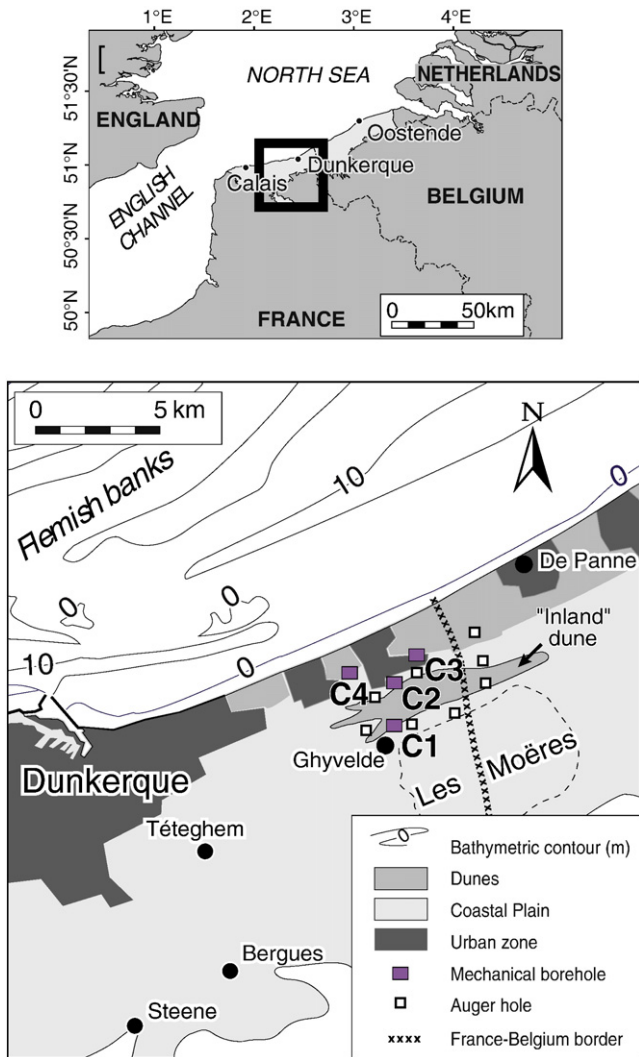 1°E 2°E 3°E 4°E
51°30'N
51°N
50°30'N
50°N
NORTH SEA
NETHERLANDS
ENGLAND
Oostende
Dunkerque
Calais
ENGLISH
CHANNEL
BELGIUM
FRANCE
0 50km
0 5 km
N
Flemish banks
10
0
De Panne
"Inland"
dune
0
0
10
0
C3
C4
C2
C1
Ghyvelde
Les Moëres
Dunkerque
Téteghem
Bergues
Steene
0 Bathymetric contour (m)
Dunes
Coastal Plain
Urban zone
Mechanical borehole
Auger hole
France-Belgium border